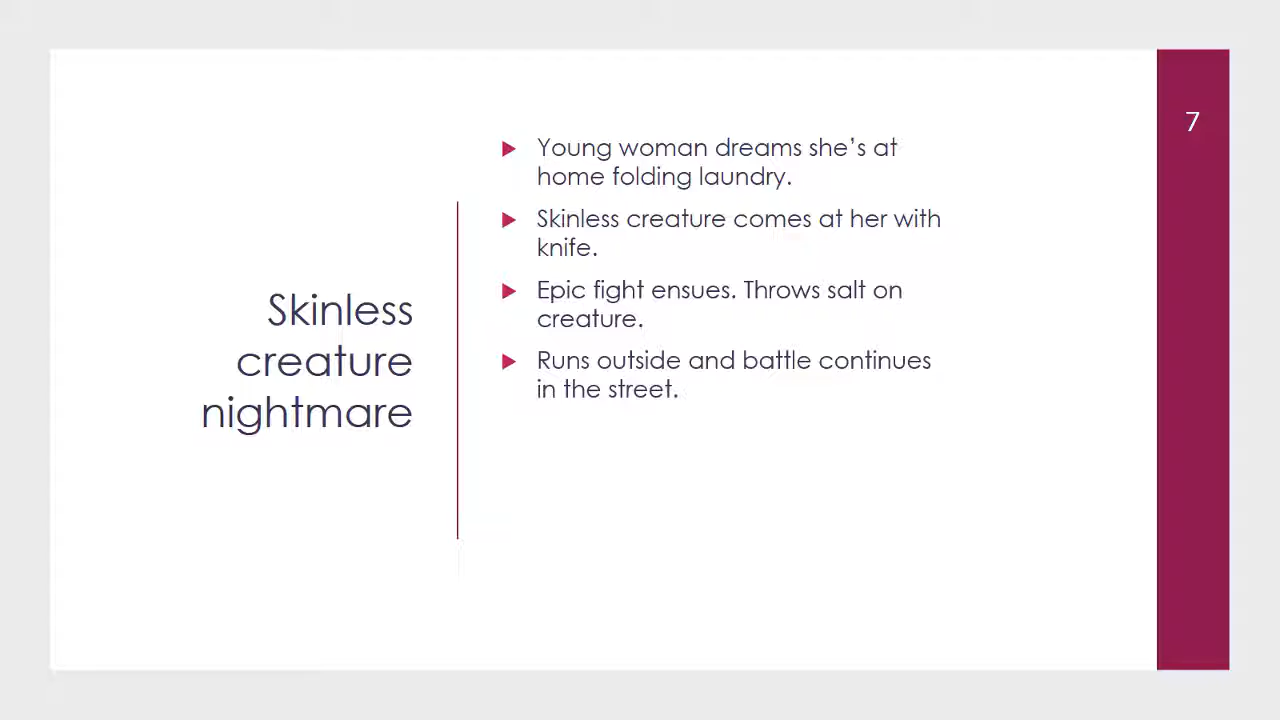 7
Skinless
creature
nightmare
Young woman dreams she's at
home folding laundry.
Skinless creature comes at her with
knife.
Epic fight ensues. Throws salt on
creature.
Runs outside and battle continues
in the street.